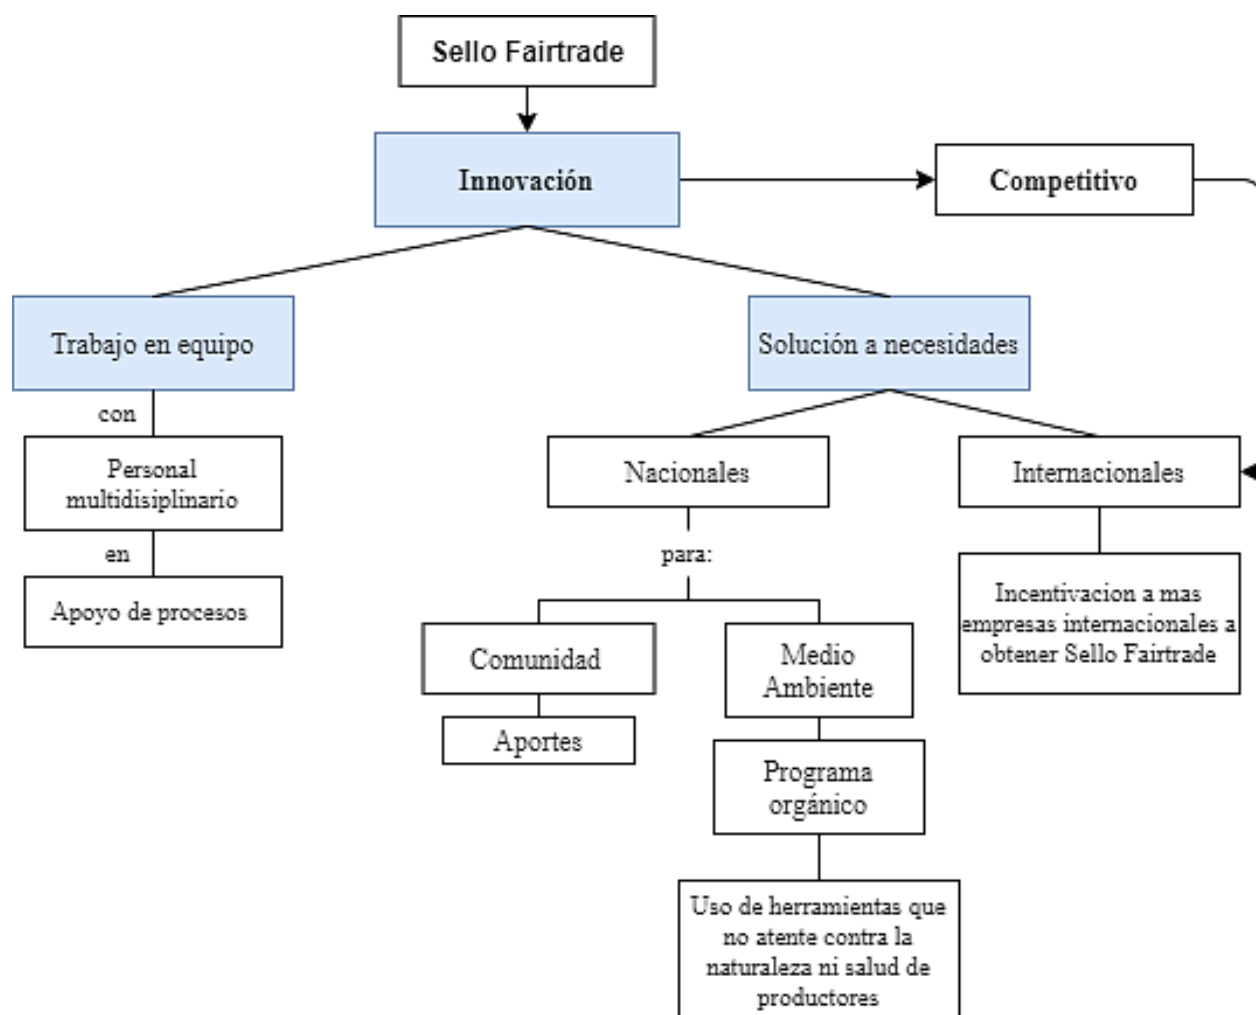 Sello Fairtrade
Innovación
Competitivo
Trabajo en equipo
Solución a necesidades
con
Personal
multidisiplinario
en
Apoyo de procesos
Nacionales
Internacionales
para:
Incentivacion a mas
empresas internacionales a
obtener Sello Fairtrade
Comunidad
Aportes
Medio
Ambiente
Programa
orgánico
Uso de herramientas que
no atente contra la
naturaleza ni salud de
productores